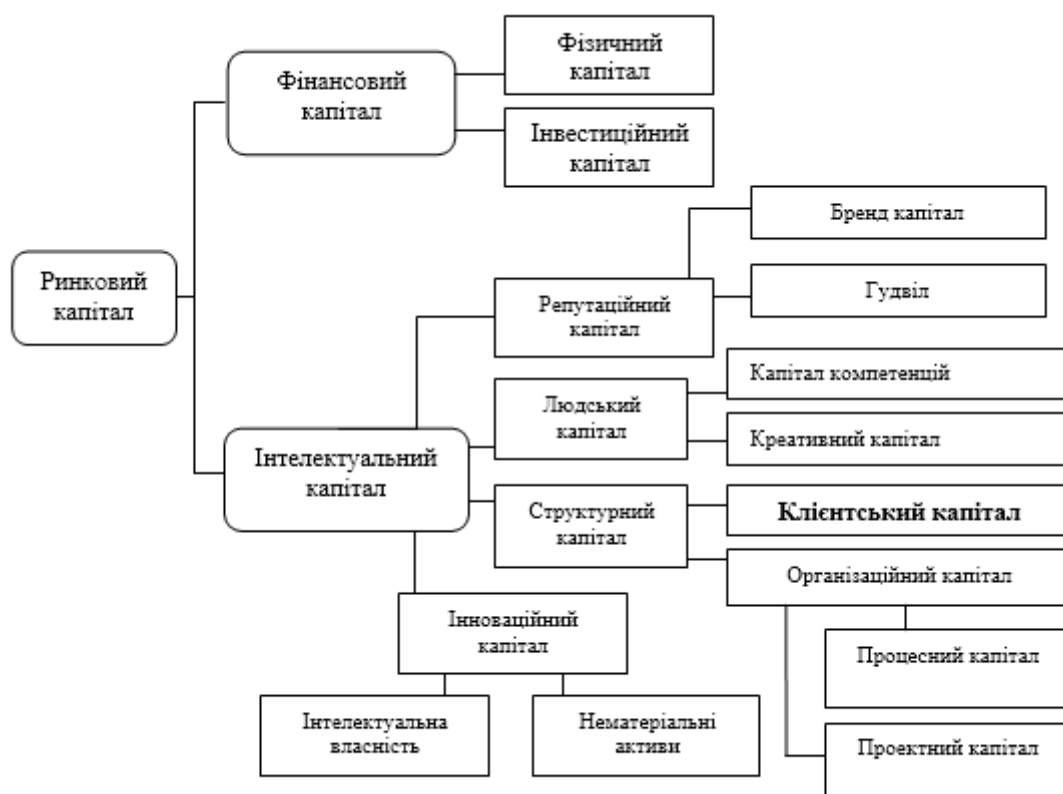 Фізичний
капітал
Фінансовий
капітал
Інвестиційний
капітал
Бренд капітал
Ринковий
капітал
Гудвіл
Репутаційний
капітал
Капітал компетенцій
Людський
капітал
Креативний капітал
Інтелектуальний
капітал
Клієнтський капітал
Структурний
капітал
Організаційний капітал
Інноваційний
капітал
Процесний капітал
Інтелектуальна
власність
Нематеріальні
активи
Проектний капітал